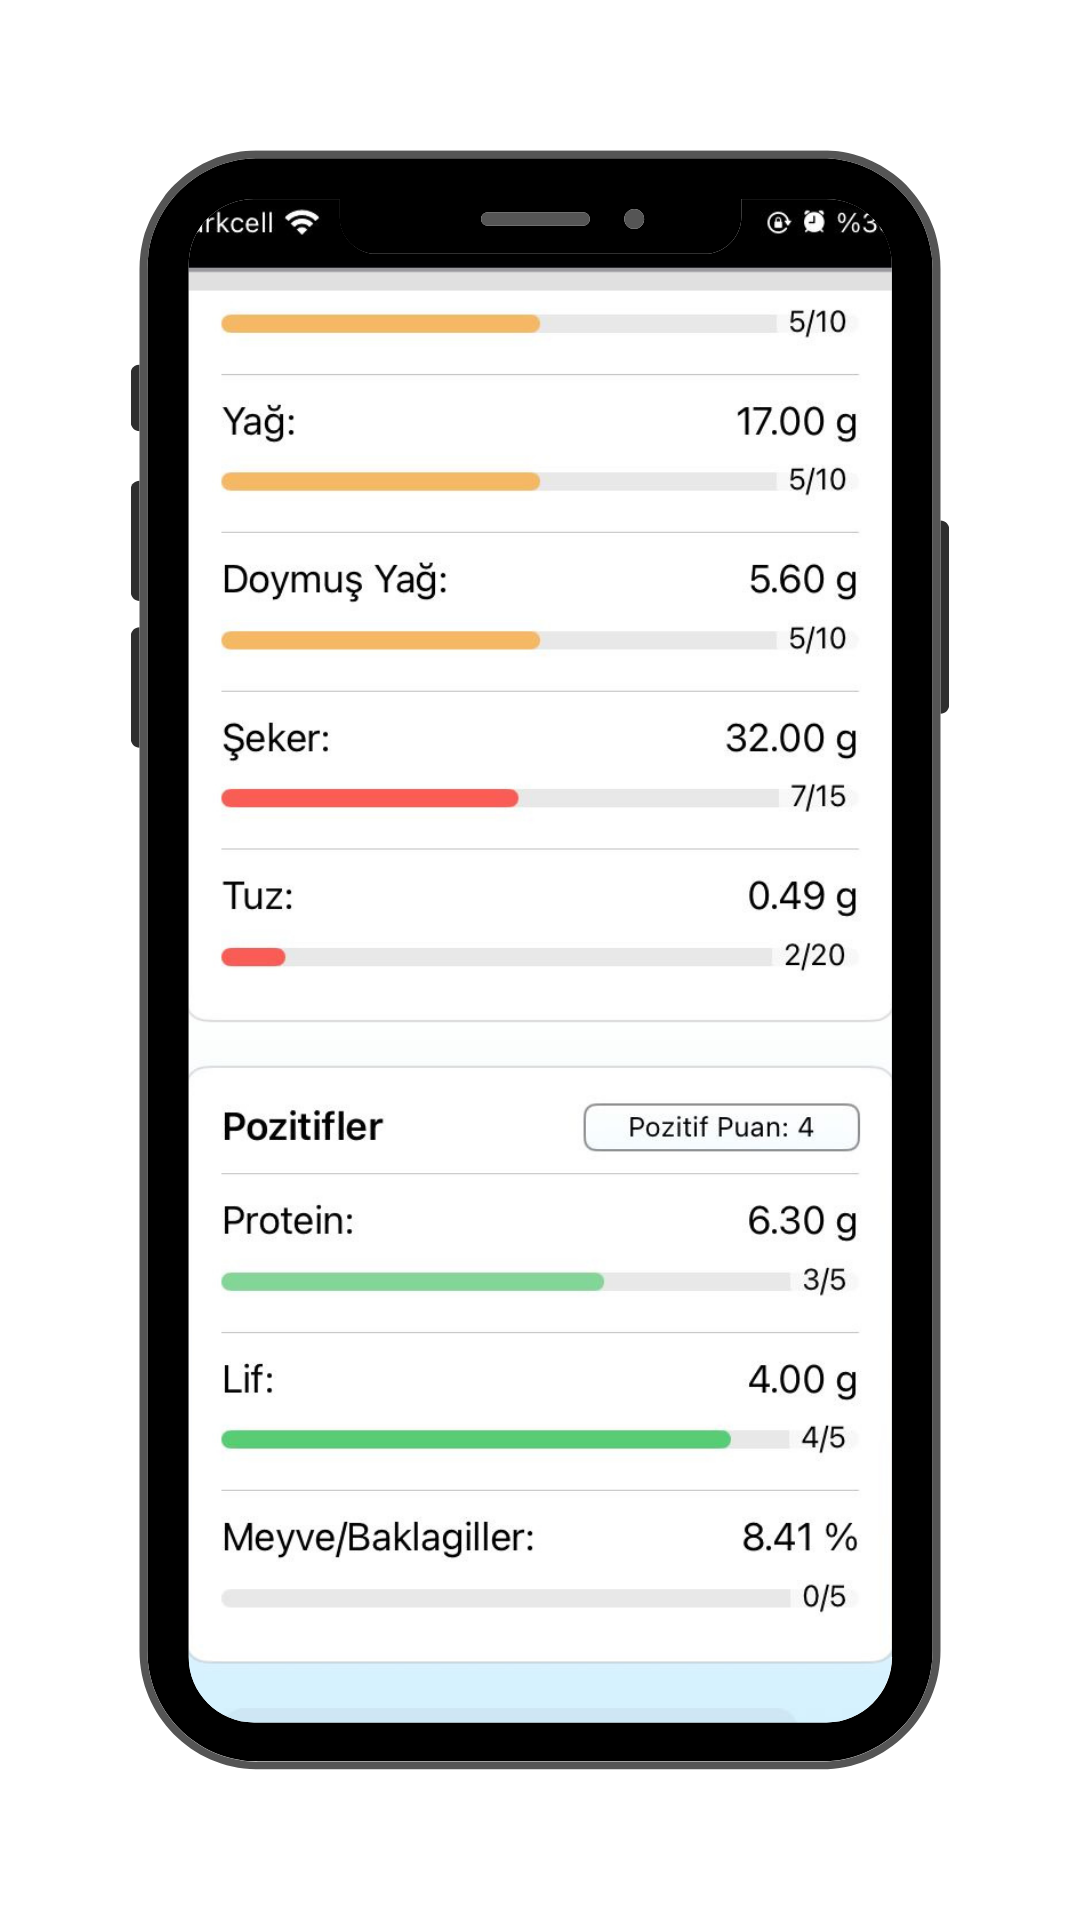 5/10
Yağ: 17.00 g
5/10
Doymuş Yağ: 5.60 g
5/10
Şeker: 32.00 g
7/15
Tuz: 0.49 g
2/20
Pozitifler Pozitif Puan: 4
Protein: 6.30 g
3/5
Lif: 4.00 g
4/5
Meyve/Baklagiller: 8.41 %
0/5